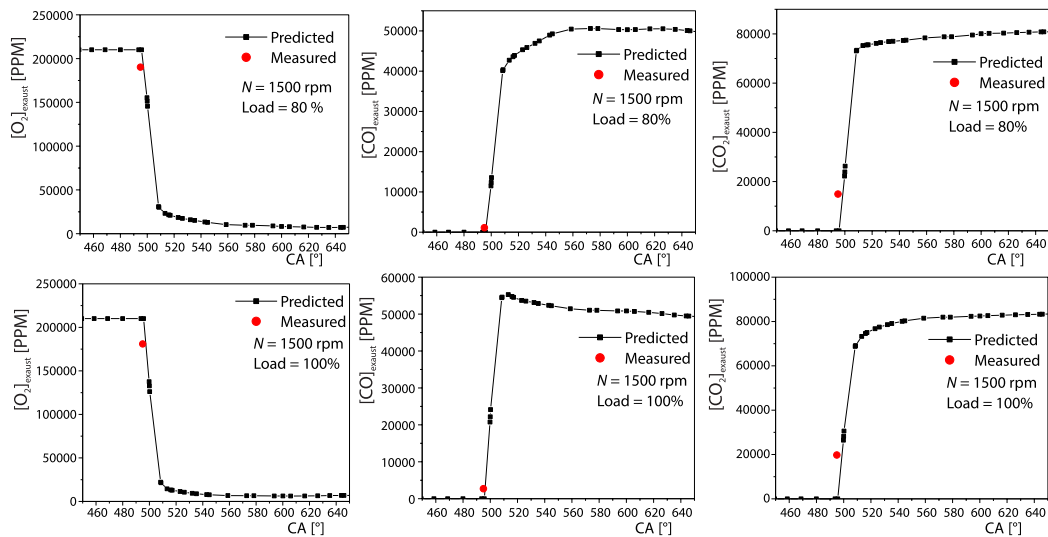 [O2]exaust [PPM]
250000
200000
150000
100000
50000
0
460 480 500 520 540 560 580 600 620 640
CA [°]
Predicted
Measured
N = 1500 rpm
Load = 80 %
[CO]exaust [PPM]
50000
40000
30000
20000
10000
0
460 480 500 520 540 560 580 600 620 640
CA [°]
Predicted
Measured
N = 1500 rpm
Load = 80%
[CO2]exaust [PPM]
80000
60000
40000
20000
0
460 480 500 520 540 560 580 600 620 640
CA [°]
Predicted
Measured
N = 1500 rpm
Load = 80%
[O2]exaust [PPM]
250000
200000
150000
100000
50000
0
460 480 500 520 540 560 580 600 620 640
CA [°]
Predicted
Measured
N = 1500 rpm
Load = 100%
[CO]exaust [PPM]
60000
50000
40000
30000
20000
10000
0
460 480 500 520 540 560 580 600 620 640
CA [°]
Predicted
Measured
N = 1500 rpm
Load = 100%
[CO2]exaust [PPM]
100000
80000
60000
40000
20000
0
460 480 500 520 540 560 580 600 620 640
CA [°]
Predicted
Measured
N = 1500 rpm
Load = 100%